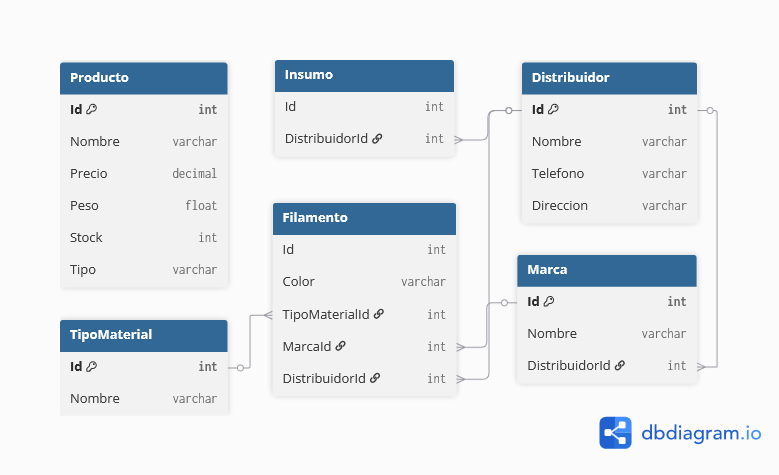 Producto
Id int
Nombre varchar
Precio decimal
Peso float
Stock int
Tipo varchar
TipoMaterial
Id int
Nombre varchar
Insumo
Id int
DistribuidorId int
Filamento
Id int
Color varchar
TipoMaterialId int
MarcaId int
DistribuidorId int
Distribuidor
Id int
Nombre varchar
Telefono varchar
Direccion varchar
Marca
Id int
Nombre varchar
DistribuidorId int
dbdiagram.io